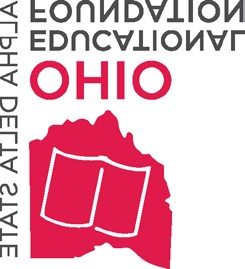 ALPHA DELTA STATE
OHIO
EDUCATIONAL
FOUNDATION